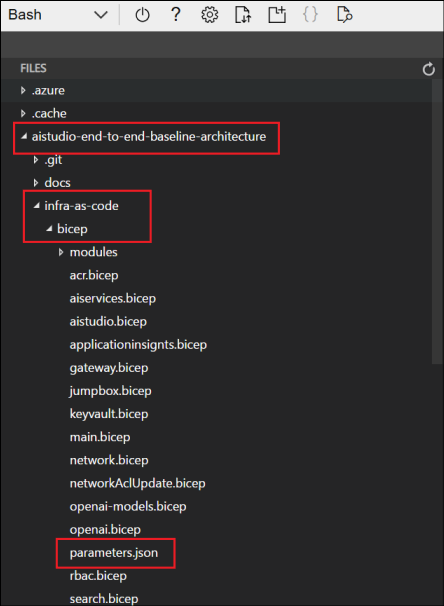 Bash
FILES
.azure
.cache
aistudio-end-to-end-baseline-architecture
.git
docs
infra-as-code
bicep
modules
acr.bicep
aiservices.bicep
aistudio.bicep
applicationinsignts.bicep
gateway.bicep
jumpbox.bicep
keyvault.bicep
main.bicep
network.bicep
networkAclUpdate.bicep
openai-models.bicep
openai.bicep
parameters.json
rbac.bicep
search.bicep